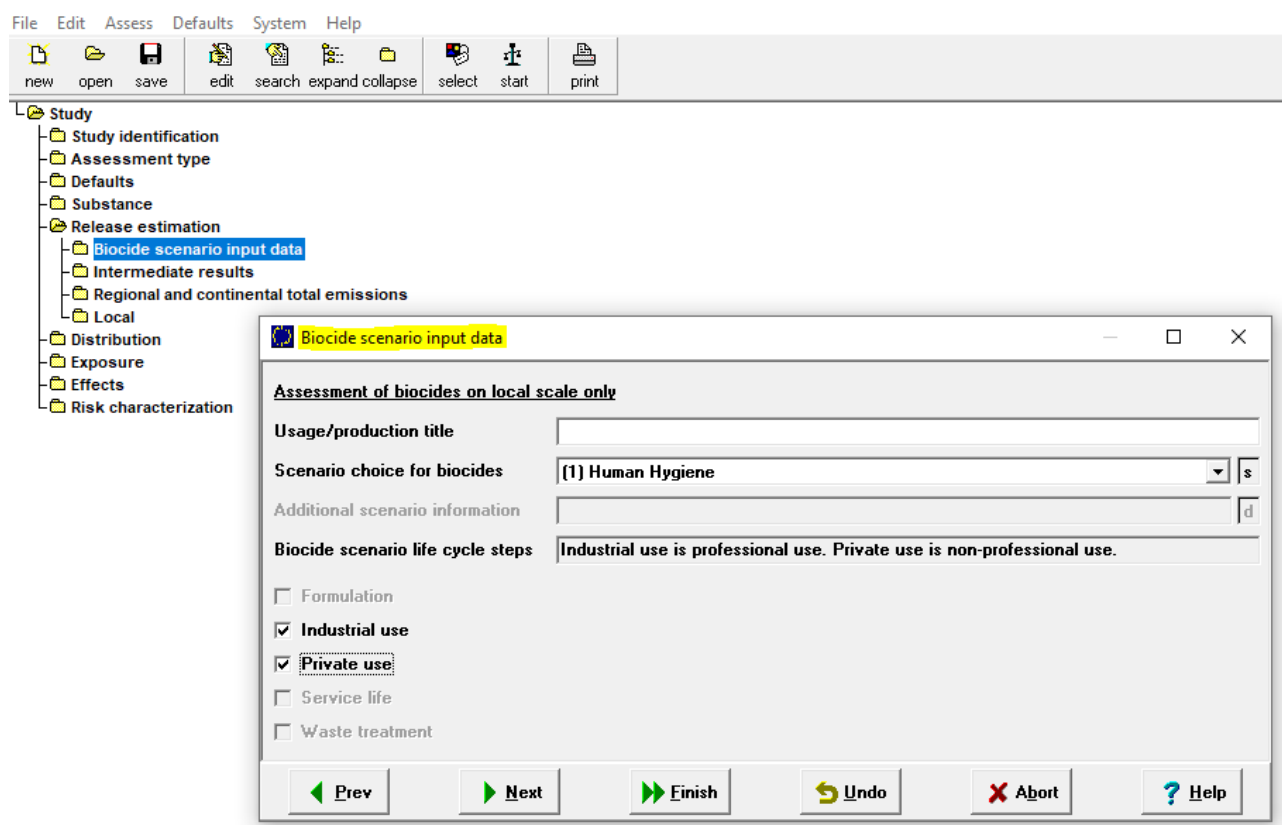 File Edit Assess Defaults System Help
new open save edit search expand collapse select start print
Study
Study identification
Assessment type
Defaults
Substance
Release estimation
Biocide scenario input data
Intermediate results
Regional and continental total emissions
Local
Distribution
Exposure
Effects
Risk characterization
Biocide scenario input data
Assessment of biocides on local scale only
Usage/production title
Scenario choice for biocides (1) Human Hygiene s
Additional scenario information d
Biocide scenario life cycle steps Industrial use is professional use. Private use is non-professional use.
Formulation
Industrial use
Private use
Service life
Waste treatment
Prev Next Finish Undo Abort Help